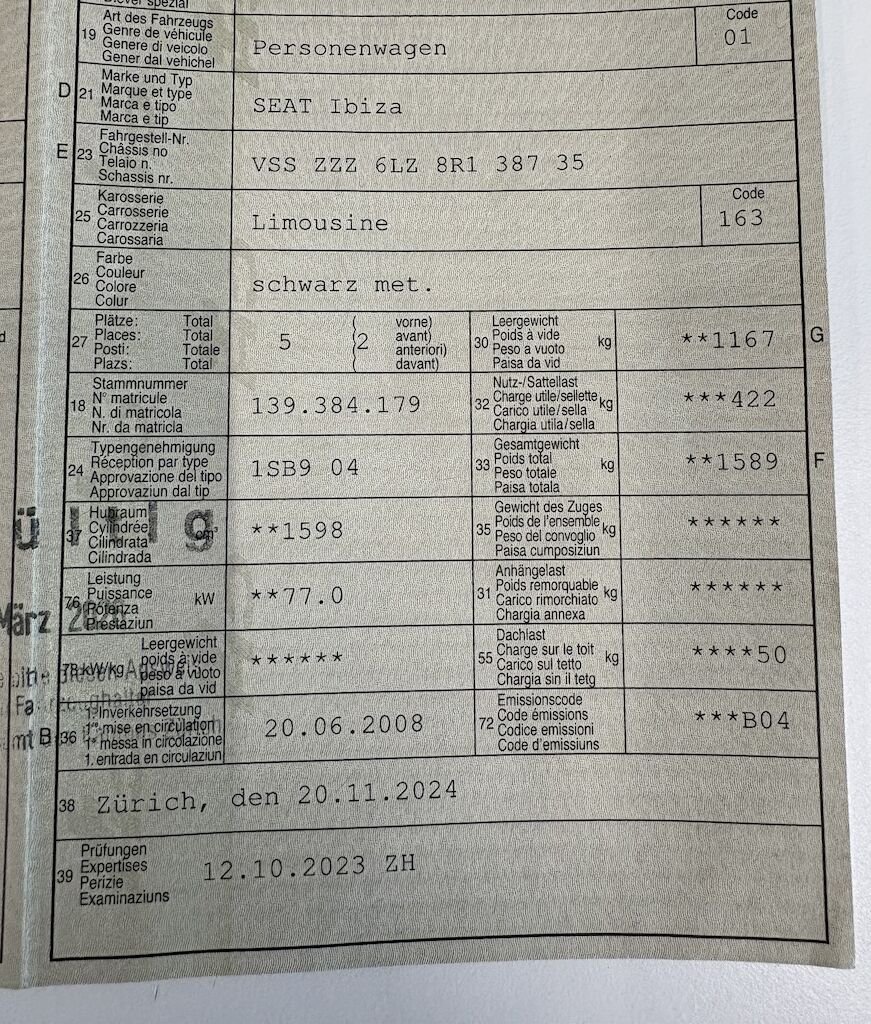 spezial
19 Art des Fahrzeugs
Genre de véhicule
Genere di veicolo
Gener dal vehichel
Personenwagen
Code
01
D 21 Marke und Typ
Marque et type
Marca e tipo
Marca e tip
SEAT Ibiza
E 23 Fahrgestell-Nr.
Châssis no
Telaio n.
Schassis nr.
VSS ZZZ 6LZ 8R1 387 35
25 Karosserie
Carrosserie
Carrozzeria
Carossaria
Limousine
Code
163
26 Farbe
Couleur
Colore
Colur
schwarz met.
27 Plätze: Total
Places: Total
Posti: Totale
Plazs: Total
5 (2 vorne)
( avant)
( anteriori)
( davant)
30 Leergewicht
Poids à vide
Peso a vuoto
Paisa da vid
kg
**1167
G
18 Stammnummer
N° matricule
N. di matricola
Nr. da matricla
139.384.179
32 Nutz-/Sattellast
Charge utile/sellette
Carico utile/sella
Chargia utila/sella
kg
***422
24 Typengenehmigung
Réception par type
Approvazione del tipo
Approvaziun dal tip
1SB9 04
33 Gesamtgewicht
Poids total
Peso totale
Paisa totala
kg
**1589
F
37 Hubraum
Cylindrée
Cilindrata
Cilindrada
cm³
**1598
35 Gewicht des Zuges
Poids de l'ensemble
Peso del convoglio
Paisa cumposiziun
kg
******
76 Leistung
Puissance
Potenza
Prestaziun
kW
**77.0
31 Anhängelast
Poids remorquable
Carico rimorchiato
Chargia annexa
kg
******
78 kW/kg Leergewicht
poids à vide
peso a vuoto
paisa da vid
******
55 Dachlast
Charge sur le toit
Carico sul tetto
Chargia sin il tetg
kg
****50
B 36 1. Inverkehrsetzung
1re mise en circulation
1a messa in circolazione
1. entrada en circulaziun
20.06.2008
72 Emissionscode
Code émissions
Codice emissioni
Code d'emissiuns
***B04
38 Zürich, den 20.11.2024
39 Prüfungen
Expertises
Perizie
Examinaziuns
12.10.2023 ZH
ültig
März